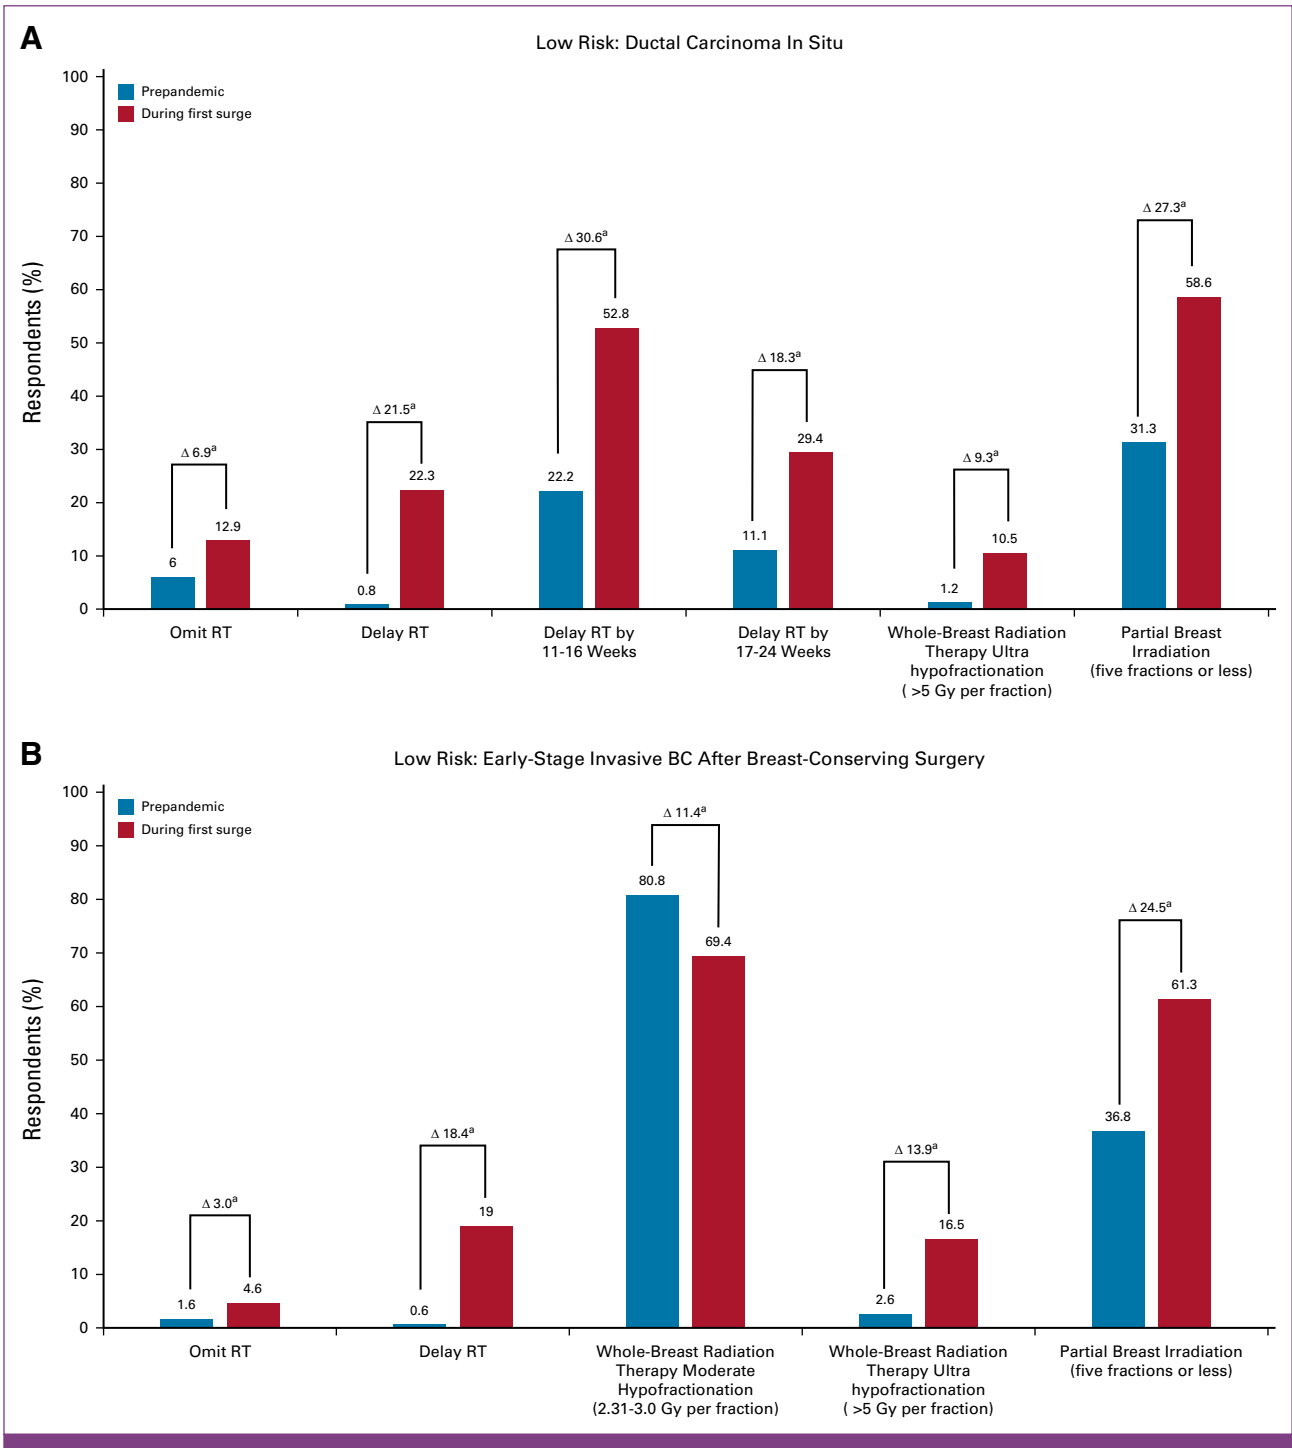 A
Low Risk: Ductal Carcinoma In Situ
Prepandemic
During first surge
Respondents (%)
100
90
80
70
60
50
40
30
20
10
0
Δ 6.9a
6
12.9
Δ 21.5a
0.8
22.3
Δ 30.6a
22.2
52.8
Δ 18.3a
11.1
29.4
Δ 9.3a
1.2
10.5
Δ 27.3a
31.3
58.6
Omit RT
Delay RT
Delay RT by
11-16 Weeks
Delay RT by
17-24 Weeks
Whole-Breast Radiation
Therapy Ultra
hypofractionation
( >5 Gy per fraction)
Partial Breast
Irradiation
(five fractions or less)
B
Low Risk: Early-Stage Invasive BC After Breast-Conserving Surgery
Prepandemic
During first surge
Respondents (%)
100
90
80
70
60
50
40
30
20
10
0
Δ 3.0a
1.6
4.6
Δ 18.4a
0.6
19
Δ 11.4a
80.8
69.4
Δ 13.9a
2.6
16.5
Δ 24.5a
36.8
61.3
Omit RT
Delay RT
Whole-Breast Radiation
Therapy Moderate
Hypofractionation
(2.31-3.0 Gy per fraction)
Whole-Breast Radiation
Therapy Ultra
hypofractionation
( >5 Gy per fraction)
Partial Breast Irradiation
(five fractions or less)